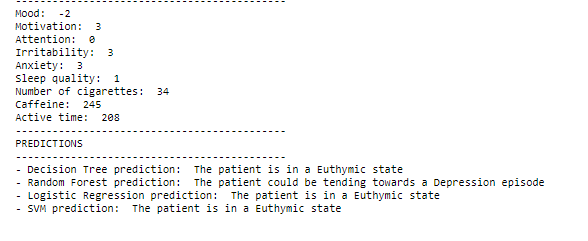 ---------------------------------------------
Mood:  -2
Motivation:  3
Attention:  0
Irritability:  3
Anxiety:  3
Sleep quality:  1
Number of cigarettes:  34
Caffeine:  245
Active time:  208
---------------------------------------------
PREDICTIONS
---------------------------------------------
- Decision Tree prediction:  The patient is in a Euthymic state
- Random Forest prediction:  The patient could be tending towards a Depression episode
- Logistic Regression prediction:  The patient is in a Euthymic state
- SVM prediction:  The patient is in a Euthymic state